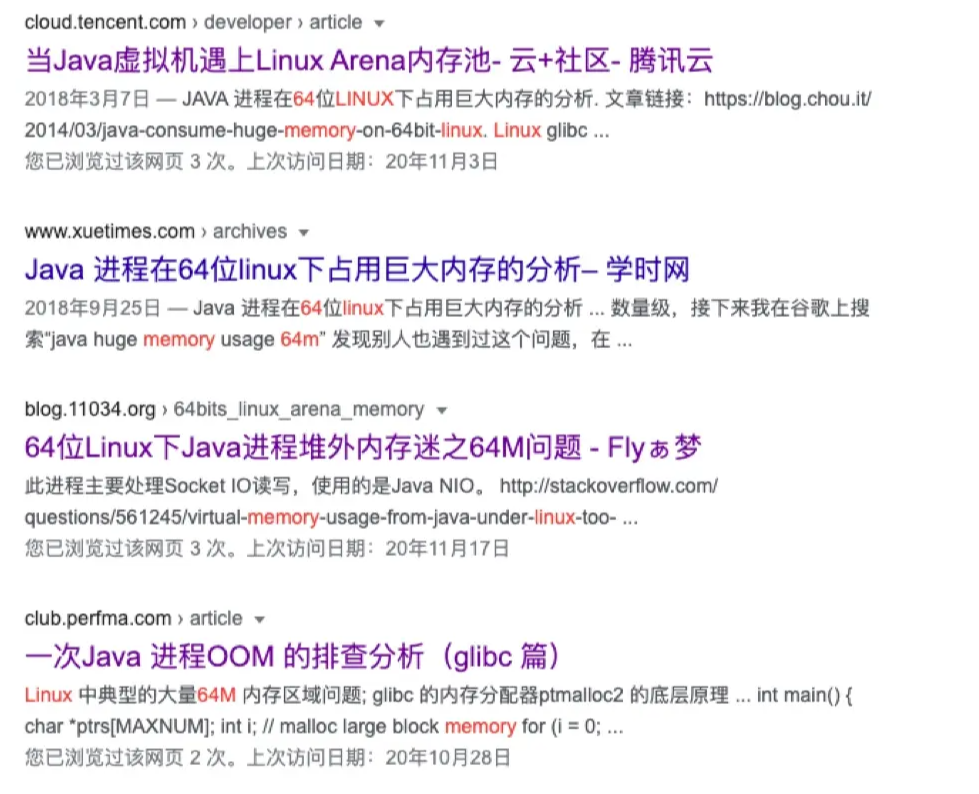 cloud.tencent.com › developer › article
当Java虚拟机遇上Linux Arena内存池- 云+社区- 腾讯云
2018年3月7日 — JAVA 进程在64位LINUX下占用巨大内存的分析. 文章链接：https://blog.chou.it/
2014/03/java-consume-huge-memory-on-64bit-linux. Linux glibc ...
您已浏览过该网页 3 次。上次访问日期：20年11月3日
www.xuetimes.com › archives
Java 进程在64位linux下占用巨大内存的分析– 学时网
2018年9月25日 — Java 进程在64位linux下占用巨大内存的分析 ... 数量级，接下来我在谷歌上搜
索“java huge memory usage 64m” 发现别人也遇到过这个问题，在 ...
blog.11034.org › 64bits_linux_arena_memory
64位Linux下Java进程堆外内存迷之64M问题 - Flyぁ梦
此进程主要处理Socket IO读写，使用的是Java NIO。 http://stackoverflow.com/
questions/561245/virtual-memory-usage-from-java-under-linux-too- ...
您已浏览过该网页 3 次。上次访问日期：20年11月17日
club.perfma.com › article
一次Java 进程OOM 的排查分析（glibc 篇）
Linux 中典型的大量64M 内存区域问题; glibc 的内存分配器ptmalloc2 的底层原理 ... int main() {
char *ptrs[MAXNUM]; int i; // malloc large block memory for (i = 0; ...
您已浏览过该网页 2 次。上次访问日期：20年10月28日